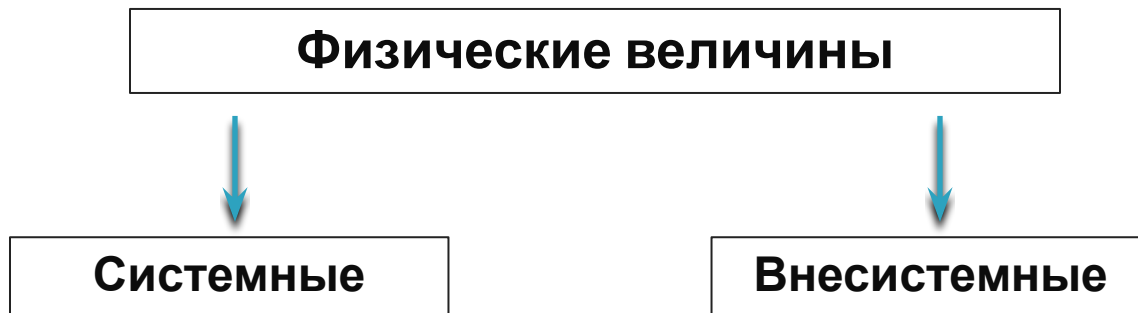 Физические величины
Системные
Внесистемные